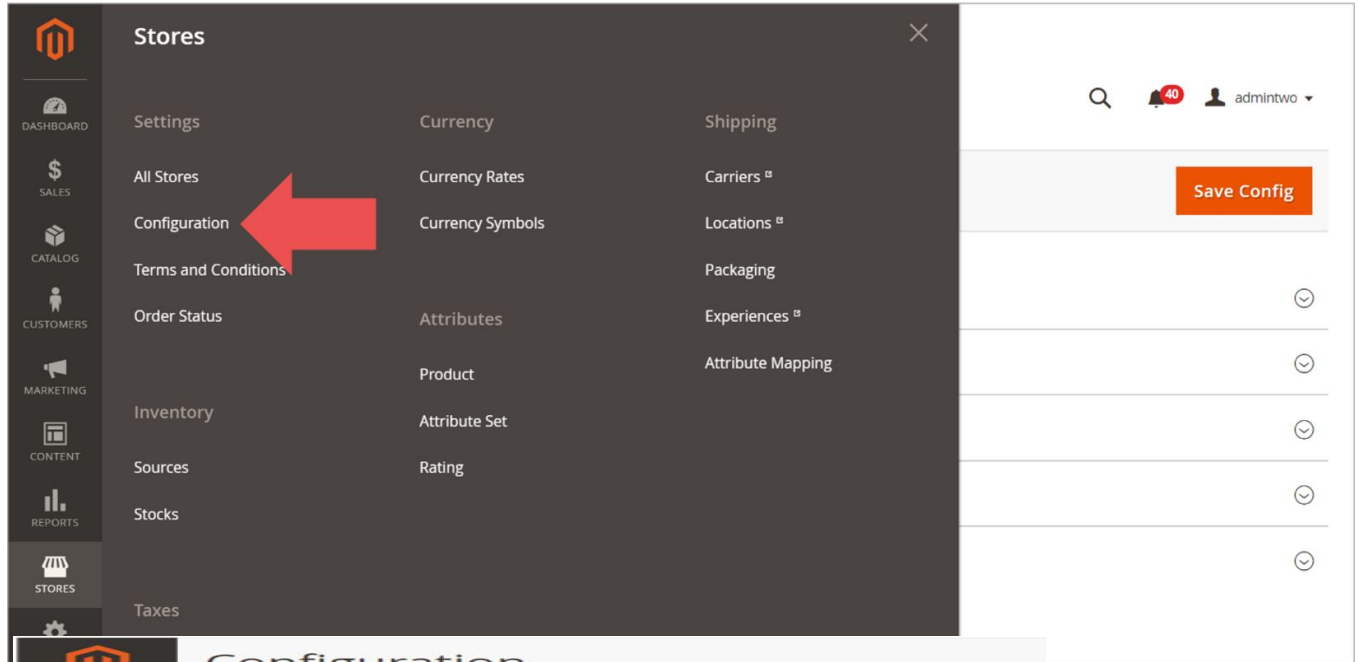 Stores
40
admintwo
DASHBOARD
Settings
Currency
Shipping
SALES
All Stores
Currency Rates
Carriers
Save Config
Configuration
Currency Symbols
Locations
CATALOG
Terms and Conditions
Packaging
CUSTOMERS
Order Status
Attributes
Experiences
MARKETING
Product
Attribute Mapping
Inventory
Attribute Set
CONTENT
Sources
Rating
REPORTS
Stocks
STORES
Taxes
Configuration